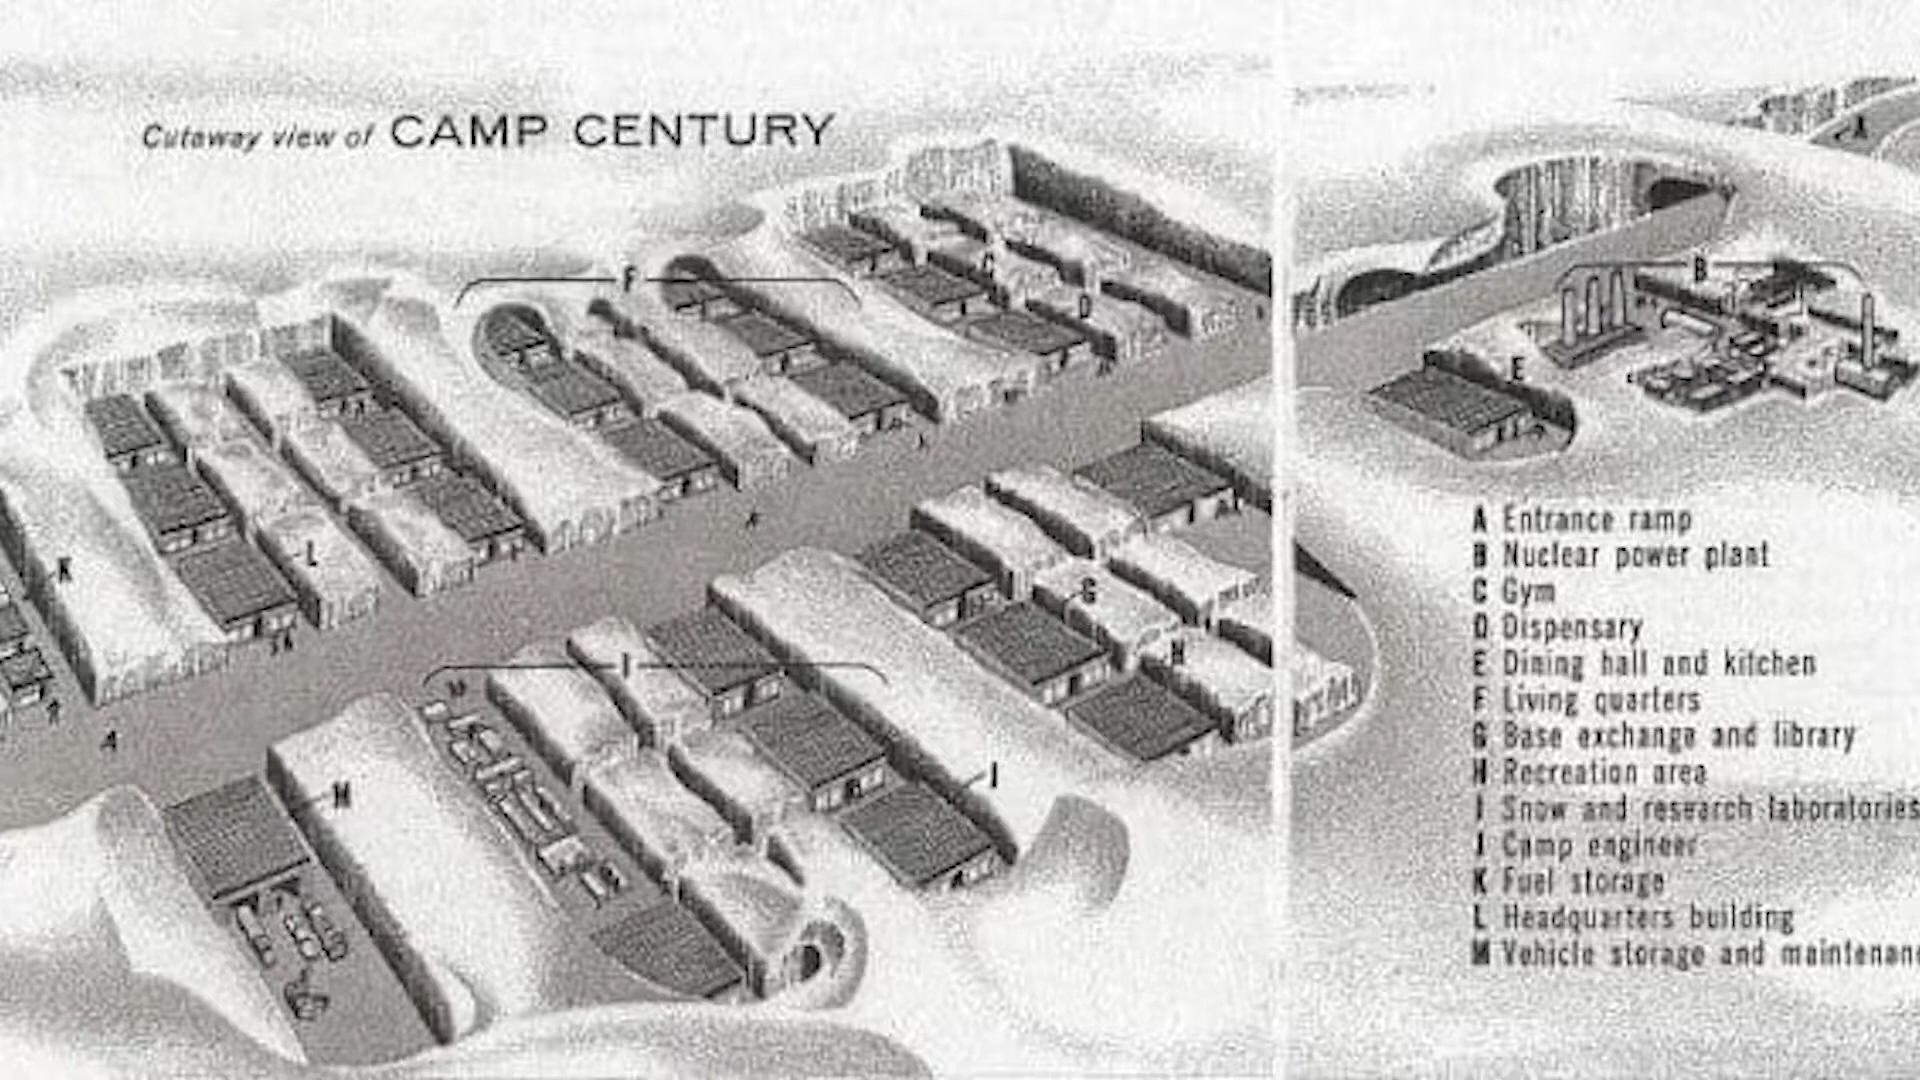 Cutaway view of CAMP CENTURY
A
F
B
C
D
E
K
L
G
H
I
J
M
A Entrance ramp
B Nuclear power plant
C Gym
D Dispensary
E Dining hall and kitchen
F Living quarters
G Base exchange and library
H Recreation area
I Snow and research laboratories
J Camp engineer
K Fuel storage
L Headquarters building
M Vehicle storage and maintenan